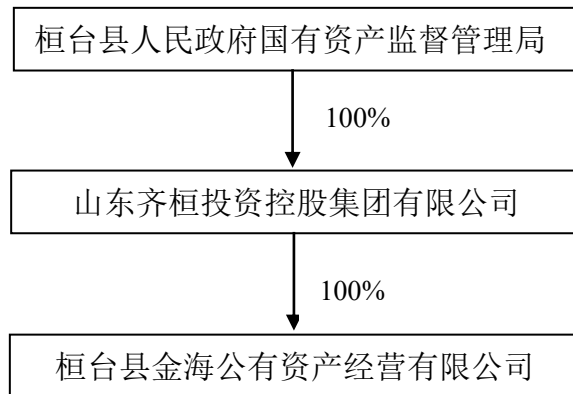 桓台县人民政府国有资产监督管理局
100%
山东齐桓投资控股集团有限公司
100%
桓台县金海公有资产经营有限公司